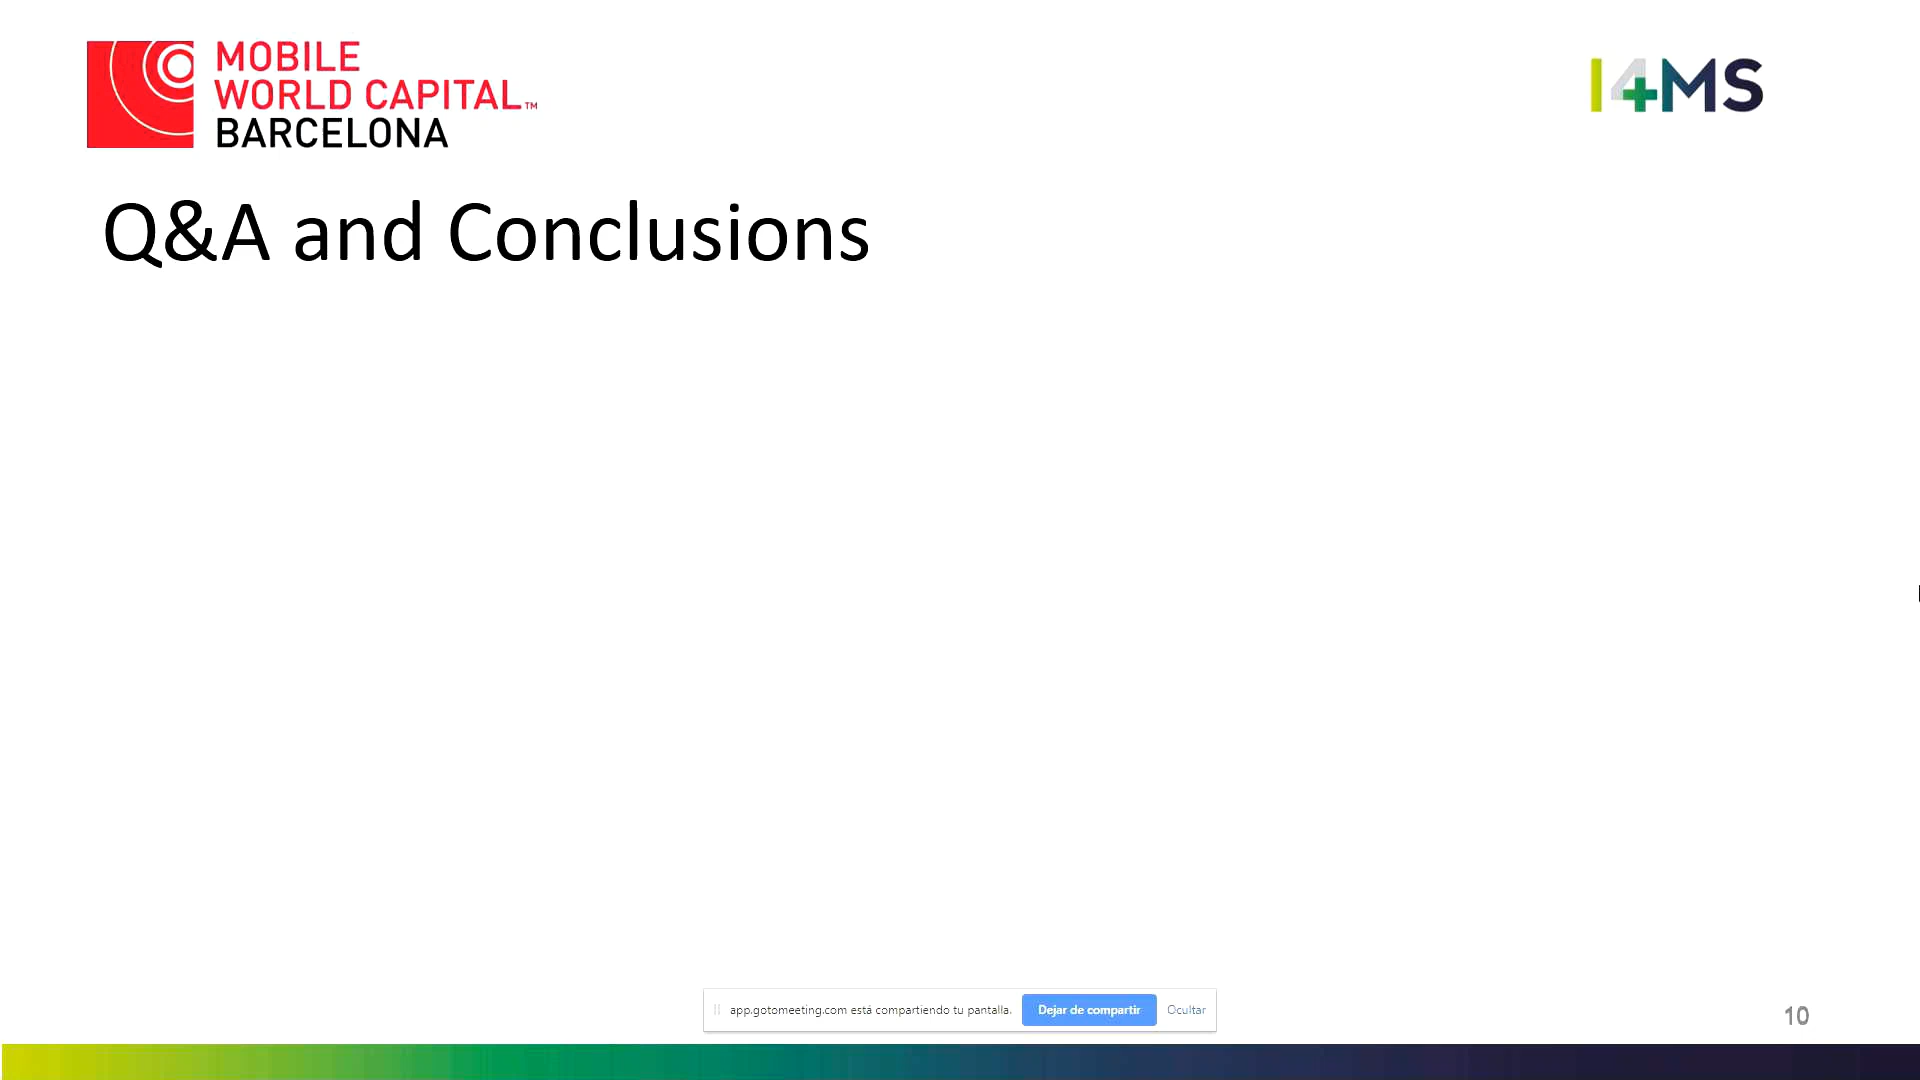 MOBILE
WORLD CAPITAL™
BARCELONA
I4MS
Q&A and Conclusions
app.gotomeeting.com está compartiendo tu pantalla.
Dejar de compartir
Ocultar
10